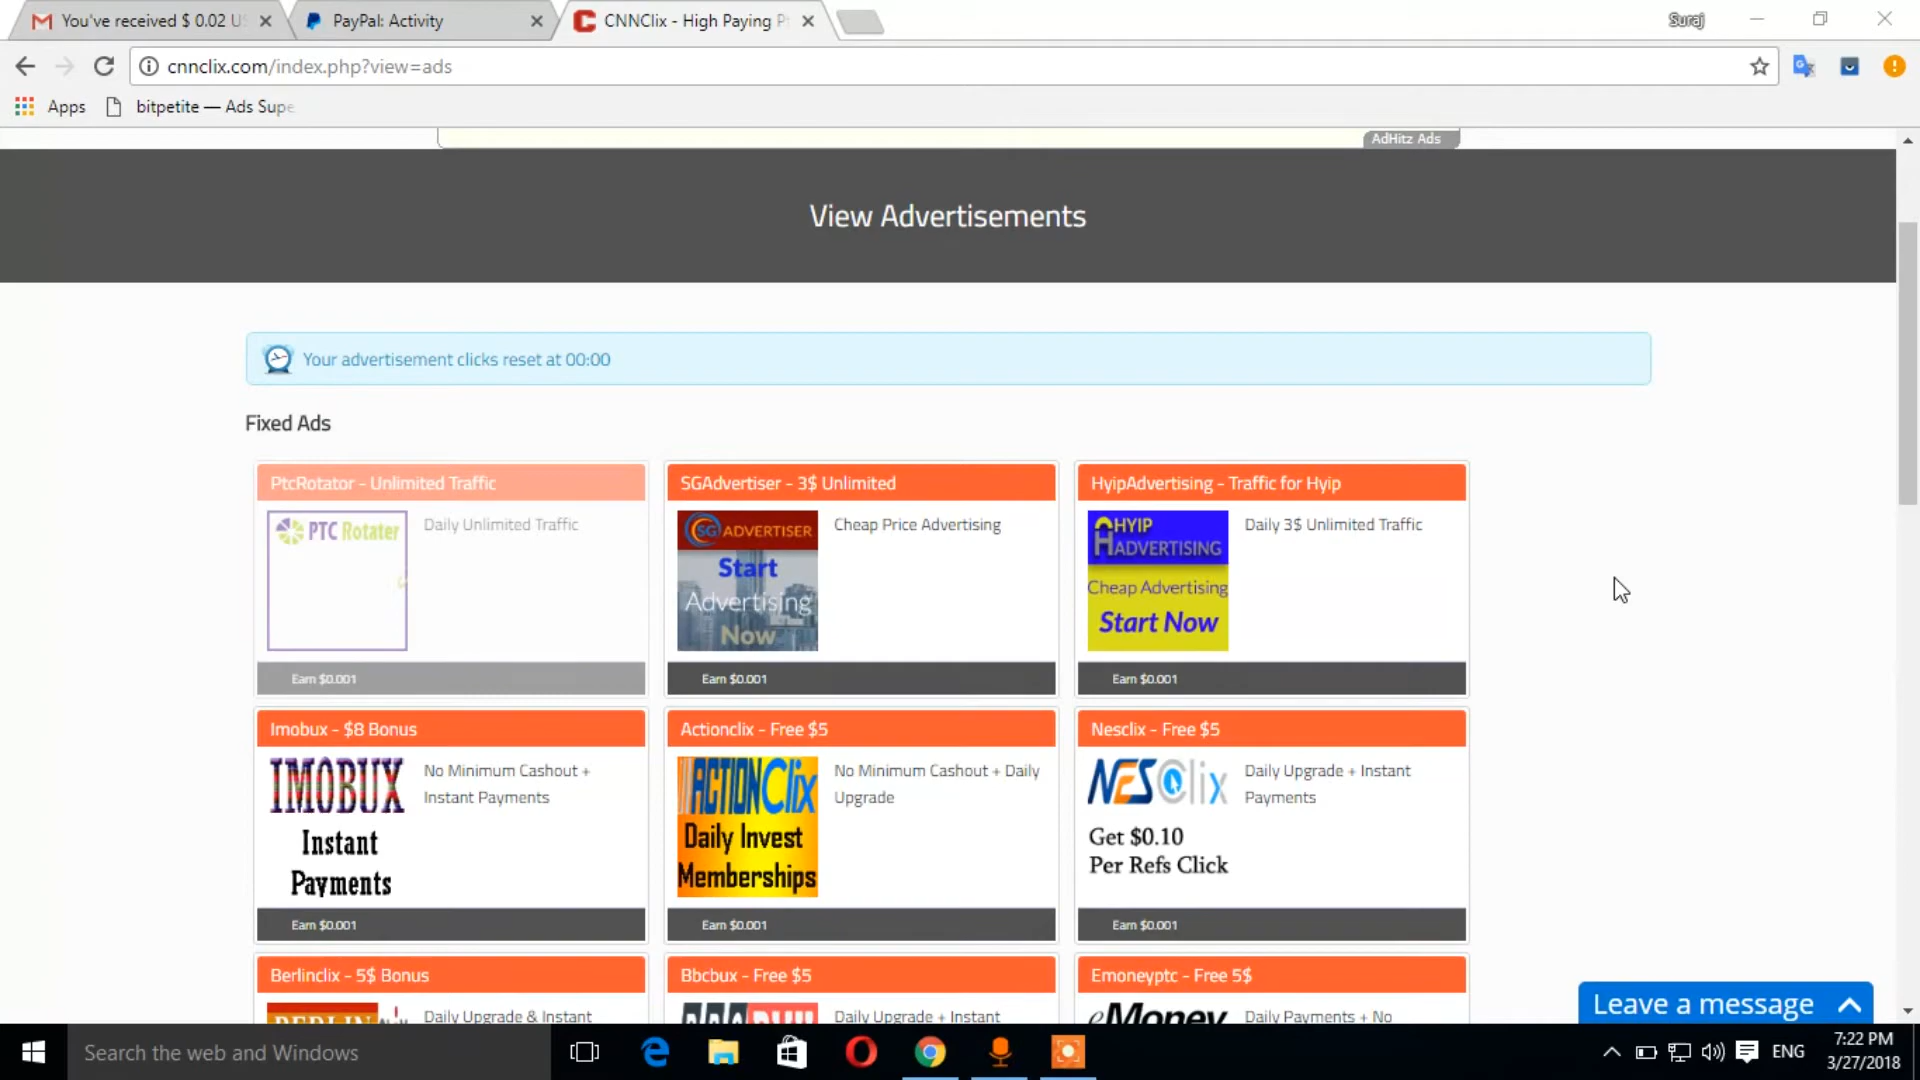 You've received $ 0.02 U
PayPal: Activity
CNNClix - High Paying P
Suraj
cnnclix.com/index.php?view=ads
Apps
bitpetite — Ads Supe
AdHitz Ads
View Advertisements
Your advertisement clicks reset at 00:00
Fixed Ads
PtcRotator - Unlimited Traffic
SGAdvertiser - 3$ Unlimited
HyipAdvertising - Traffic for Hyip
PTC Rotater
Daily Unlimited Traffic
SG ADVERTISER
Start
Advertising
Now
Cheap Price Advertising
HYIP
ADVERTISING
Cheap Advertising
Start Now
Daily 3$ Unlimited Traffic
Earn $0.001
Earn $0.001
Earn $0.001
Imobux - $8 Bonus
Actionclix - Free $5
Nesclix - Free $5
IMOBUX
Instant
Payments
No Minimum Cashout +
Instant Payments
ACTIONClix
Daily Invest
Memberships
No Minimum Cashout + Daily
Upgrade
NESClix
Get $0.10
Per Refs Click
Daily Upgrade + Instant
Payments
Earn $0.001
Earn $0.001
Earn $0.001
Berlinclix - 5$ Bonus
Bbcbux - Free $5
Emoneyptc - Free 5$
Daily Upgrade & Instant
Daily Upgrade + Instant
eMoney
Daily Payments + No
Leave a message
Search the web and Windows
ENG
7:22 PM
3/27/2018